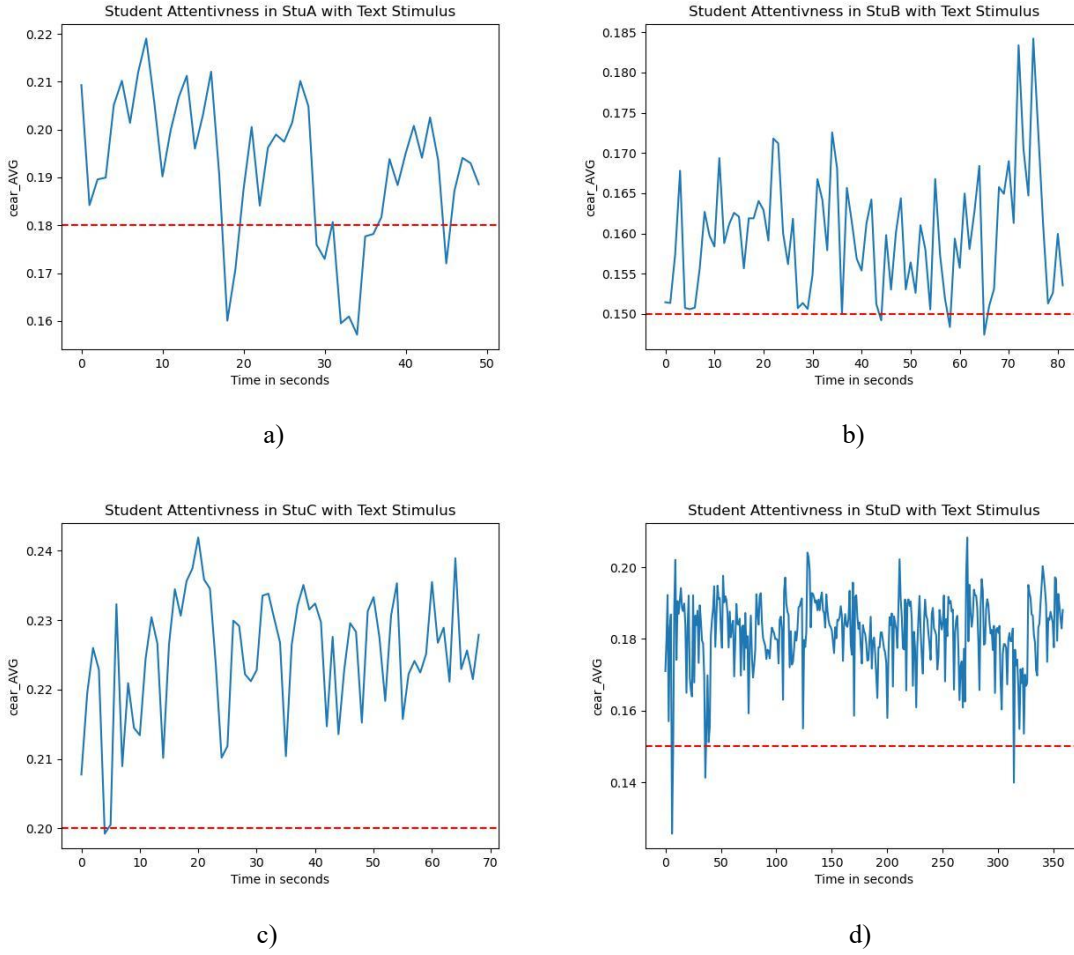 Student Attentivness in StuA with Text Stimulus
0.22
0.21
0.20
0.19
0.18
0.17
0.16
cear_AVG
0 10 20 30 40 50
Time in seconds
a)
Student Attentivness in StuB with Text Stimulus
0.185
0.180
0.175
0.170
0.165
0.160
0.155
0.150
cear_AVG
0 10 20 30 40 50 60 70 80
Time in seconds
b)
Student Attentivness in StuC with Text Stimulus
0.24
0.23
0.22
0.21
0.20
cear_AVG
0 10 20 30 40 50 60 70
Time in seconds
c)
Student Attentivness in StuD with Text Stimulus
0.20
0.18
0.16
0.14
cear_AVG
0 50 100 150 200 250 300 350
Time in seconds
d)